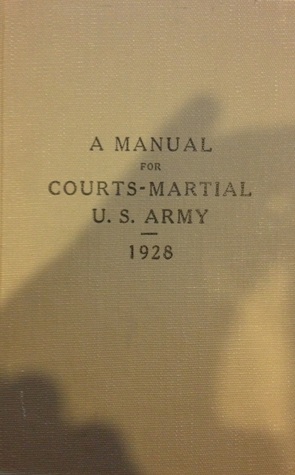 A MANUAL
FOR
COURTS-MARTIAL
U. S. ARMY
1928